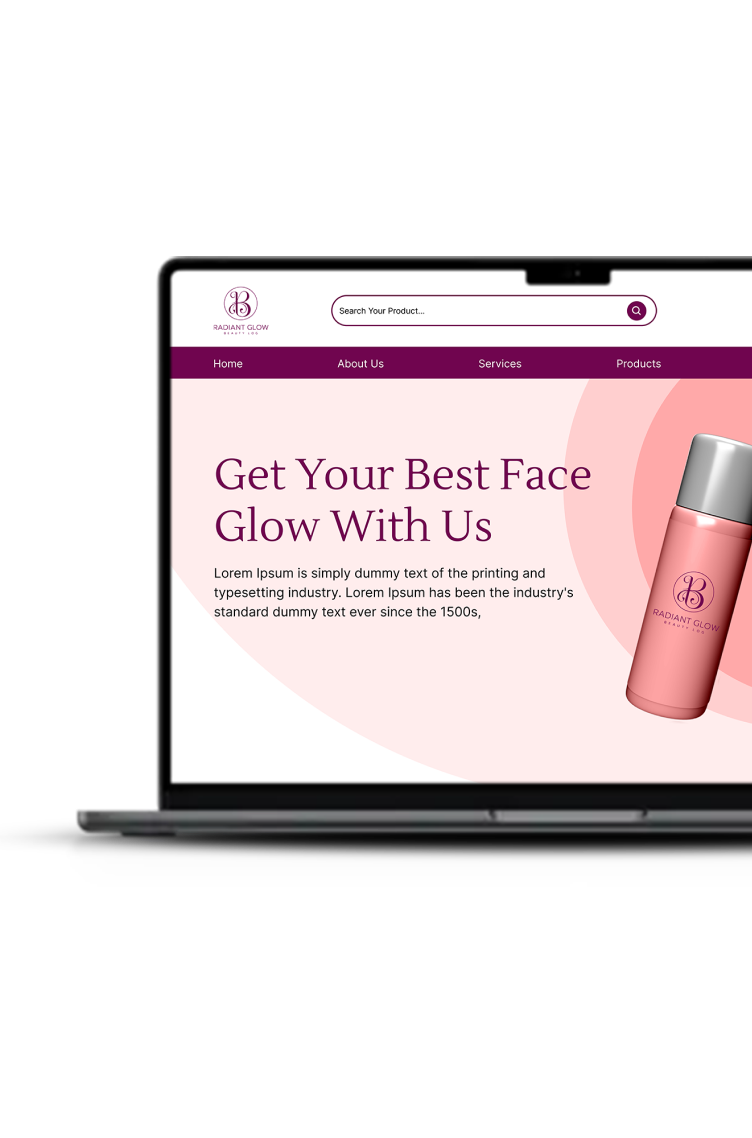 B
RADIANT GLOW
BEAUTY LOG
Search Your Product...
Home About Us Services Products
Get Your Best Face
Glow With Us
Lorem Ipsum is simply dummy text of the printing and
typesetting industry. Lorem Ipsum has been the industry's
standard dummy text ever since the 1500s,
B
RADIANT GLOW
BEAUTY LOG